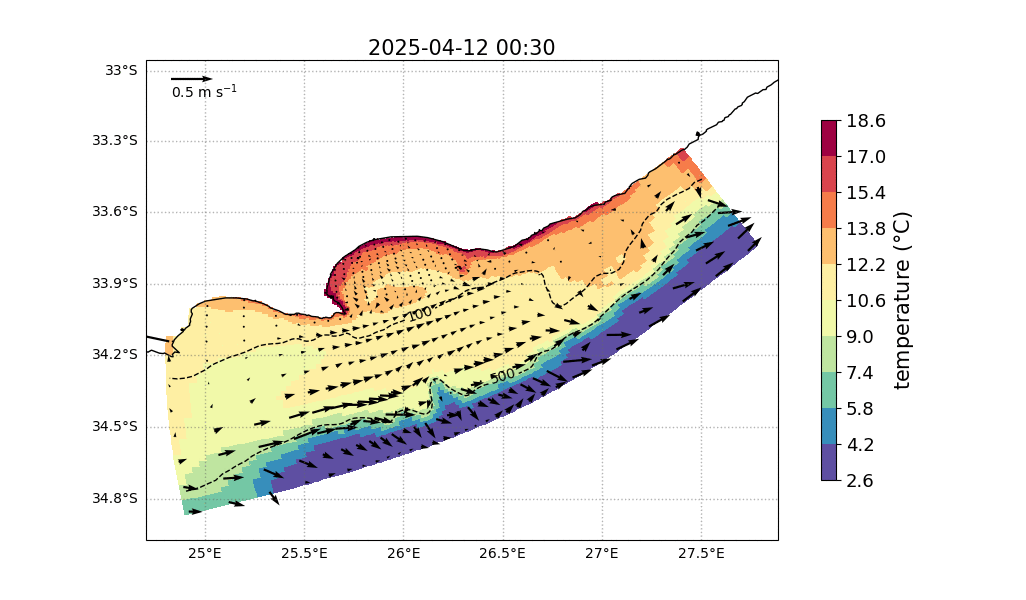 2025-04-12 00:30
0.5 m s⁻¹
33°S
33.3°S
33.6°S
33.9°S
34.2°S
34.5°S
34.8°S
100
500
25°E
25.5°E
26°E
26.5°E
27°E
27.5°E
18.6
17.0
15.4
13.8
12.2
10.6
9.0
7.4
5.8
4.2
2.6
temperature (°C)